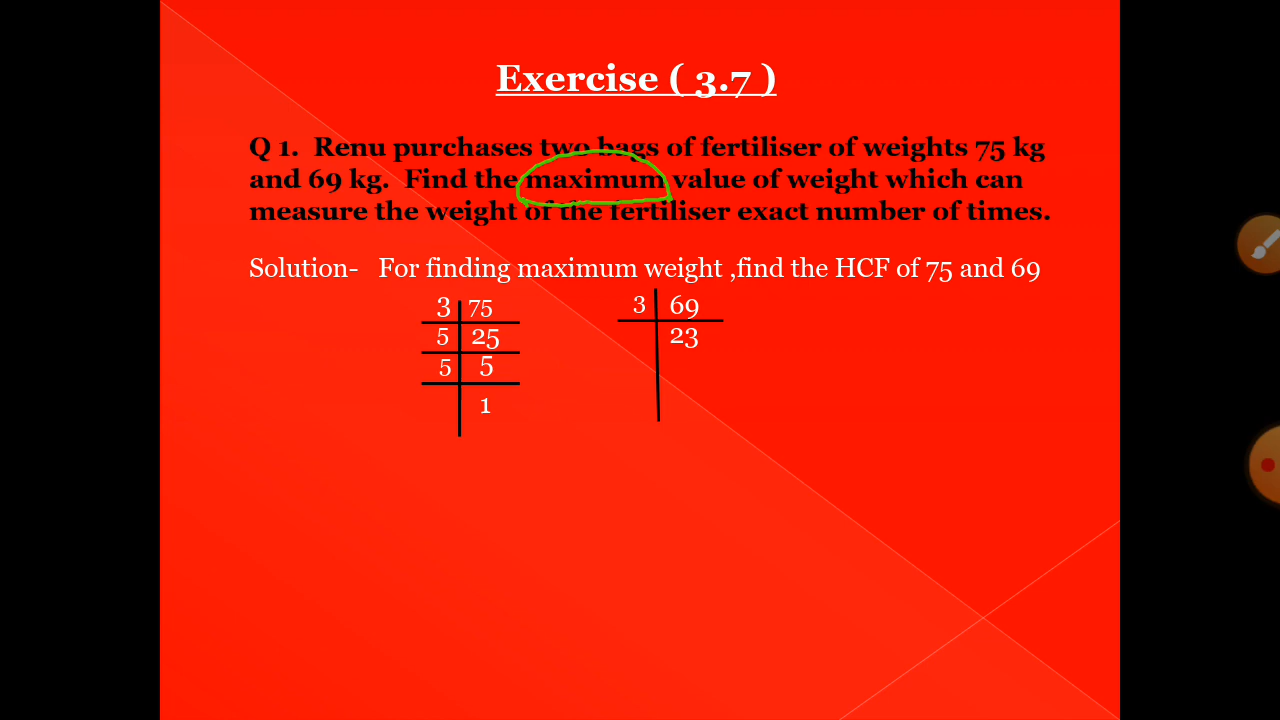 Exercise ( 3.7 )
Q 1. Renu purchases two bags of fertiliser of weights 75 kg
and 69 kg. Find the maximum value of weight which can
measure the weight of the fertiliser exact number of times.
Solution- For finding maximum weight ,find the HCF of 75 and 69
3 75 3 69
5 25 23
5 5
1